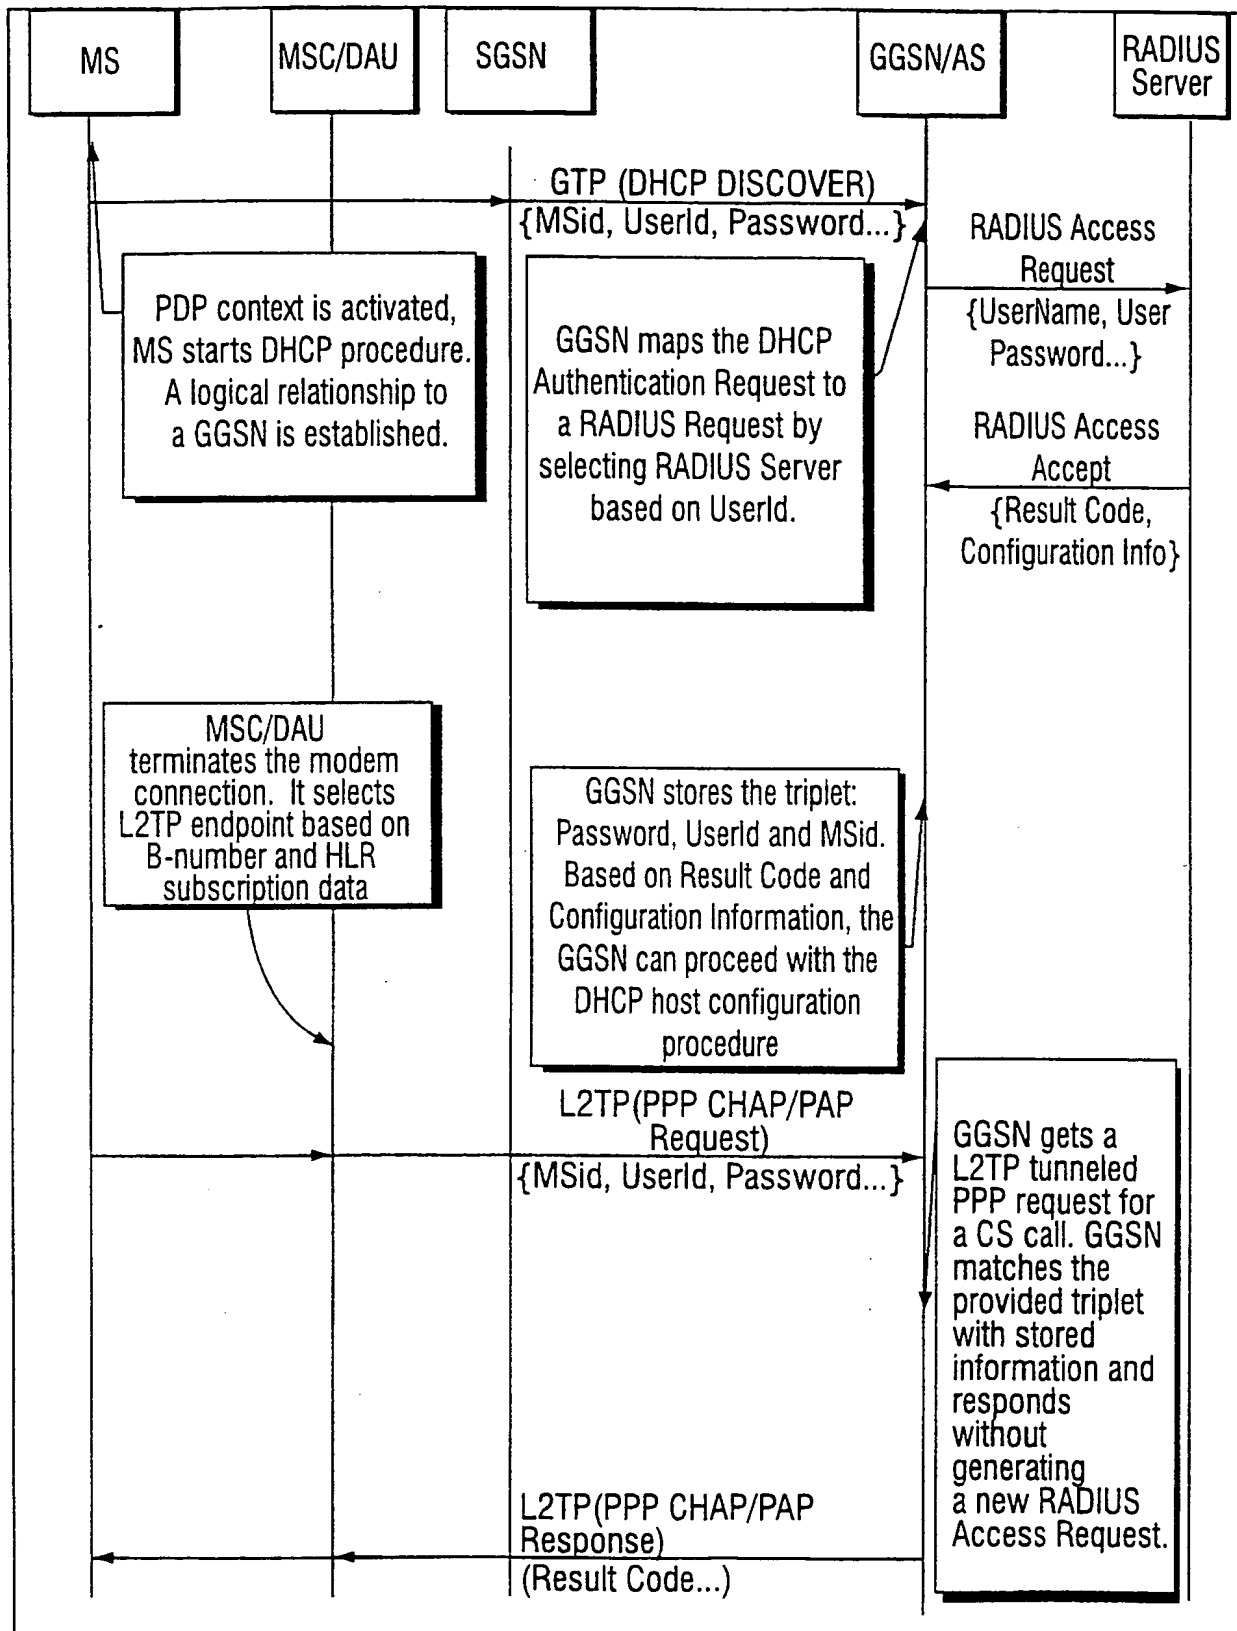 MS
MSC/DAU
SGSN
GGSN/AS
RADIUS
Server
GTP (DHCP DISCOVER)
{MSid, UserId, Password...}
RADIUS Access
Request
{UserName, User
Password...}
PDP context is activated,
MS starts DHCP procedure.
A logical relationship to
a GGSN is established.
GGSN maps the DHCP
Authentication Request to
a RADIUS Request by
selecting RADIUS Server
based on UserId.
RADIUS Access
Accept
{Result Code,
Configuration Info}
MSC/DAU
terminates the modem
connection. It selects
L2TP endpoint based on
B-number and HLR
subscription data
GGSN stores the triplet:
Password, UserId and MSid.
Based on Result Code and
Configuration Information, the
GGSN can proceed with the
DHCP host configuration
procedure
L2TP(PPP CHAP/PAP
Request)
{MSid, UserId, Password...}
GGSN gets a
L2TP tunneled
PPP request for
a CS call. GGSN
matches the
provided triplet
with stored
information and
responds
without
generating
a new RADIUS
Access Request.
L2TP(PPP CHAP/PAP
Response)
(Result Code...)